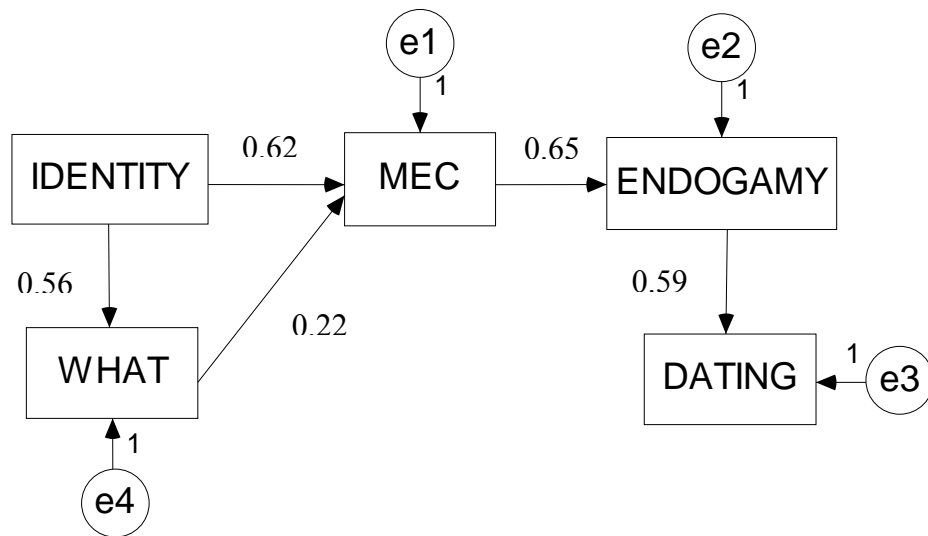 e1
1
e2
1
IDENTITY
0.62
MEC
0.65
ENDOGAMY
0.56
WHAT
0.22
0.59
DATING
1
e3
1
e4